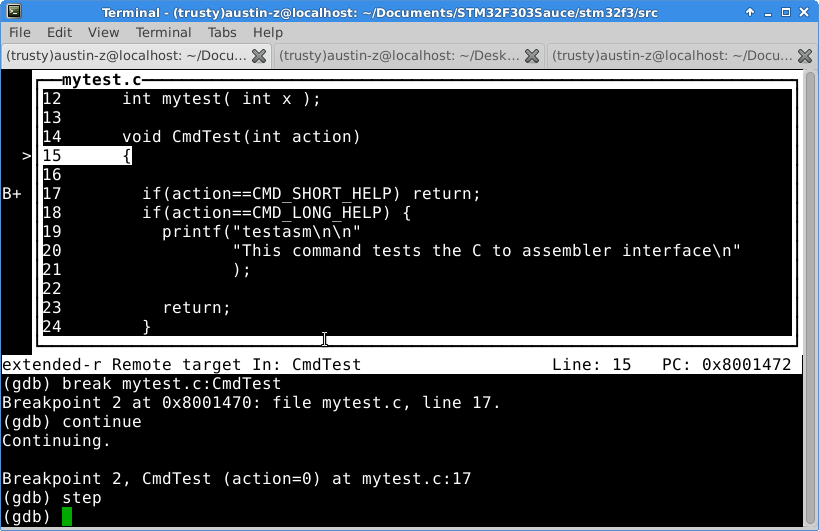 Terminal - (trusty)austin-z@localhost: ~/Documents/STM32F303Sauce/stm32f3/src
File Edit View Terminal Tabs Help
(trusty)austin-z@localhost: ~/Docu... (trusty)austin-z@localhost: ~/Desk... (trusty)austin-z@localhost: ~/Docu...
mytest.c
12 int mytest( int x );
13
14 void CmdTest(int action)
>15 {
16
B+ 17 if(action==CMD_SHORT_HELP) return;
18 if(action==CMD_LONG_HELP) {
19 printf("testasm\n\n"
20 "This command tests the C to assembler interface\n"
21 );
22
23 return;
24 }
extended-r Remote target In: CmdTest Line: 15 PC: 0x8001472
(gdb) break mytest.c:CmdTest
Breakpoint 2 at 0x8001470: file mytest.c, line 17.
(gdb) continue
Continuing.
Breakpoint 2, CmdTest (action=0) at mytest.c:17
(gdb) step
(gdb)